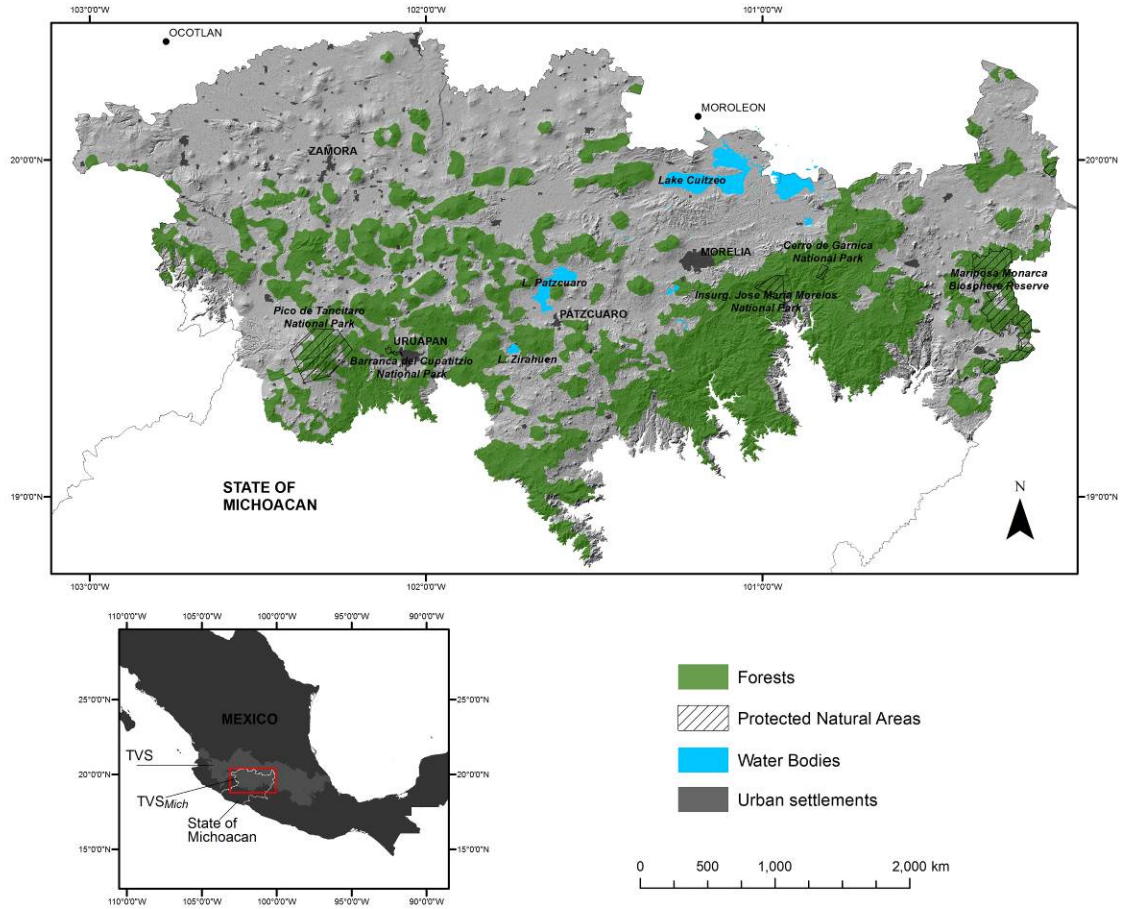 103°0'0"W
102°0'0"W
101°0'0"W
OCOTLAN
MOROLEON
20°0'0"N
ZAMORA
20°0'0"N
Lake Cuitzeo
MORELIA
Cerro de Garnica
National Park
L. Patzcuaro
Mariposa Monarca
Biosphere Reserve
Insurg. Jose Maria Morelos
National Park
Pico de Tancitaro
National Park
PATZCUARO
URUAPAN
L. Zirahuen
Barranca del Cupatitzio
National Park
STATE OF
MICHOACAN
19°0'0"N
19°0'0"N
N
103°0'0"W
102°0'0"W
101°0'0"W
110°0'0"W
105°0'0"W
100°0'0"W
95°0'0"W
90°0'0"W
25°0'0"N
25°0'0"N
MEXICO
TVS
20°0'0"N
20°0'0"N
TVSMich
State of
Michoacan
15°0'0"N
15°0'0"N
110°0'0"W
105°0'0"W
100°0'0"W
95°0'0"W
90°0'0"W
Forests
Protected Natural Areas
Water Bodies
Urban settlements
0 500 1,000 2,000 km